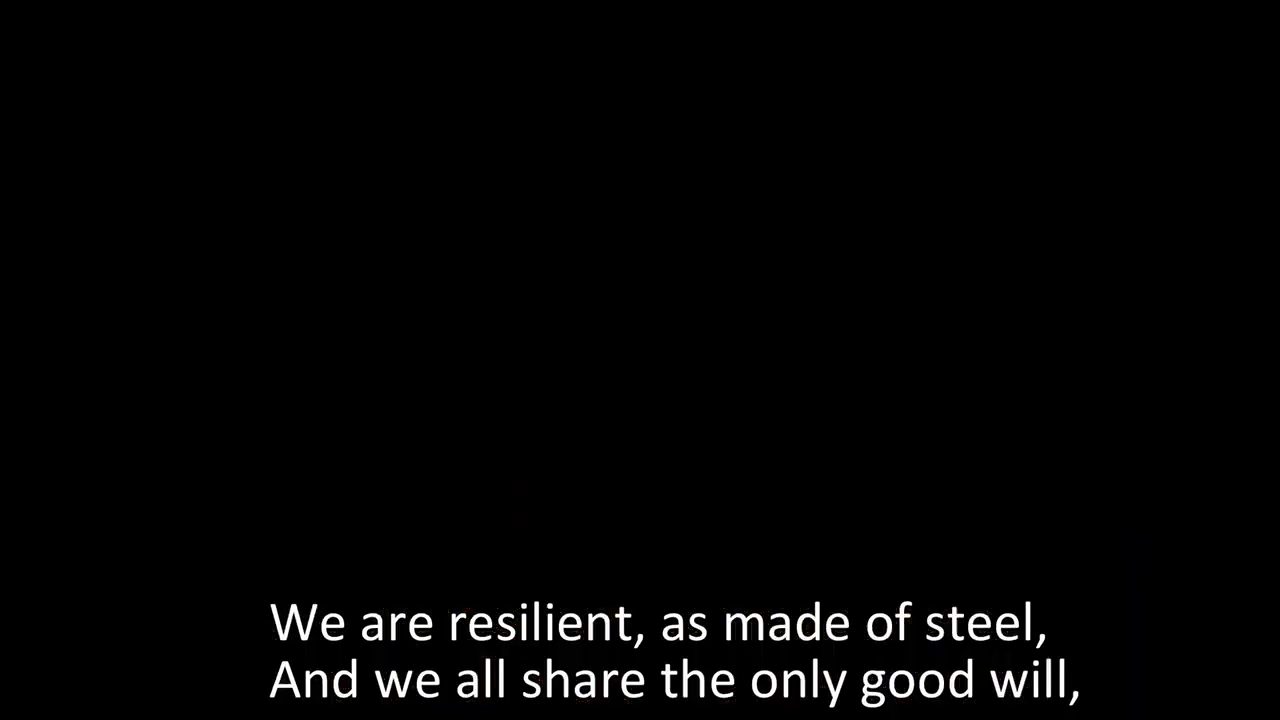 We are resilient, as made of steel,
And we all share the only good will,